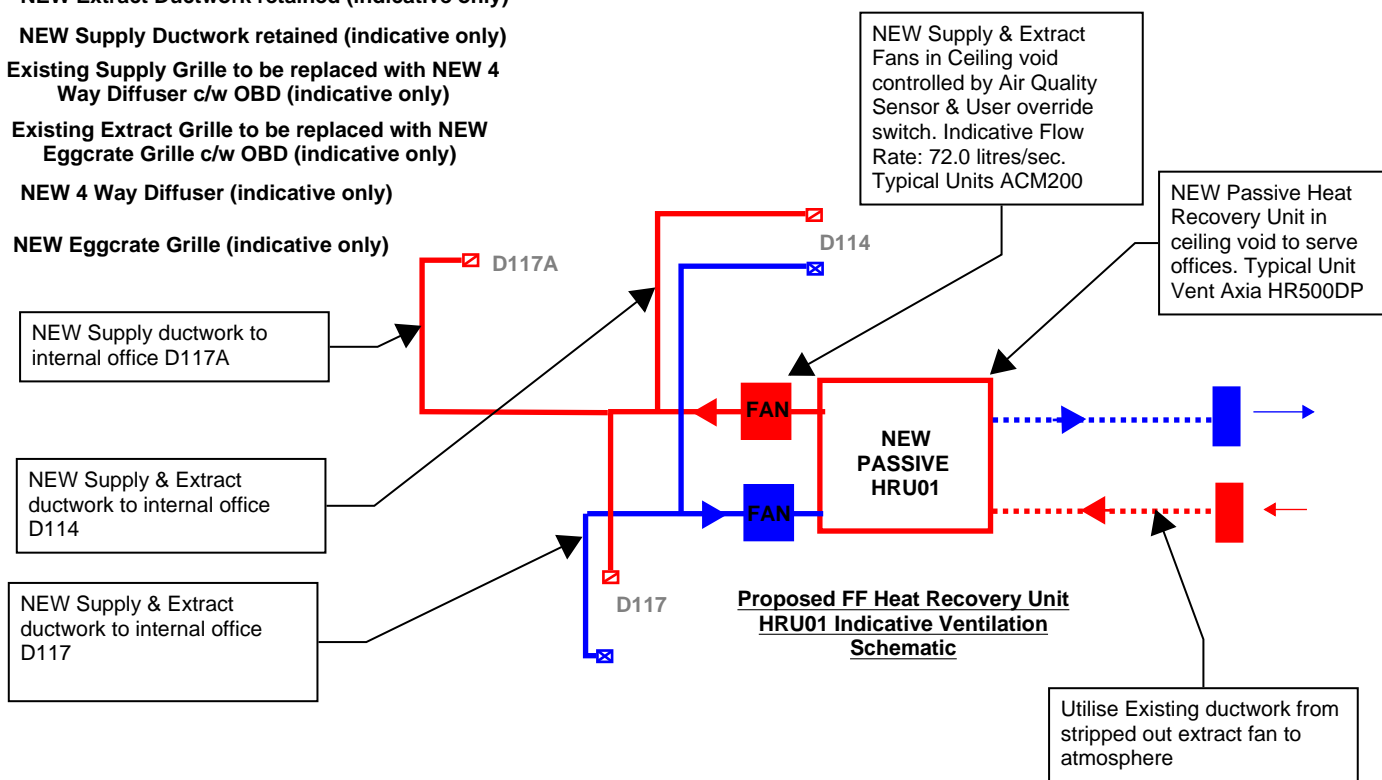 NEW Extract Ductwork retained (indicative only)
NEW Supply Ductwork retained (indicative only)
Existing Supply Grille to be replaced with NEW 4
Way Diffuser c/w OBD (indicative only)
Existing Extract Grille to be replaced with NEW
Eggcrate Grille c/w OBD (indicative only)
NEW 4 Way Diffuser (indicative only)
NEW Eggcrate Grille (indicative only)
NEW Supply & Extract
Fans in Ceiling void
controlled by Air Quality
Sensor & User override
switch. Indicative Flow
Rate: 72.0 litres/sec.
Typical Units ACM200
NEW Passive Heat
Recovery Unit in
ceiling void to serve
offices. Typical Unit
Vent Axia HR500DP
D114
D117A
NEW Supply ductwork to
internal office D117A
FAN
NEW
PASSIVE
HRU01
NEW Supply & Extract
ductwork to internal office
D114
FAN
NEW Supply & Extract
ductwork to internal office
D117
D117
Proposed FF Heat Recovery Unit
HRU01 Indicative Ventilation
Schematic
Utilise Existing ductwork from
stripped out extract fan to
atmosphere